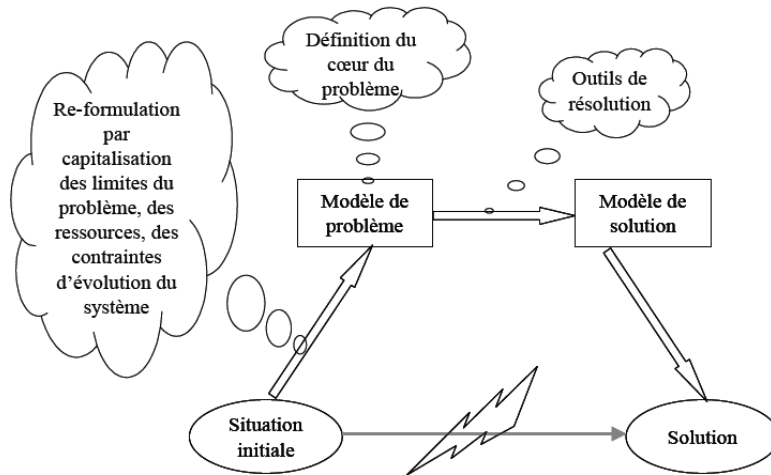 Définition du
cœur du
problème
Outils de
résolution
Re-formulation
par
capitalisation
des limites du
problème, des
ressources, des
contraintes
d’évolution du
système
Modèle de
problème
Modèle de
solution
Situation
initiale
Solution